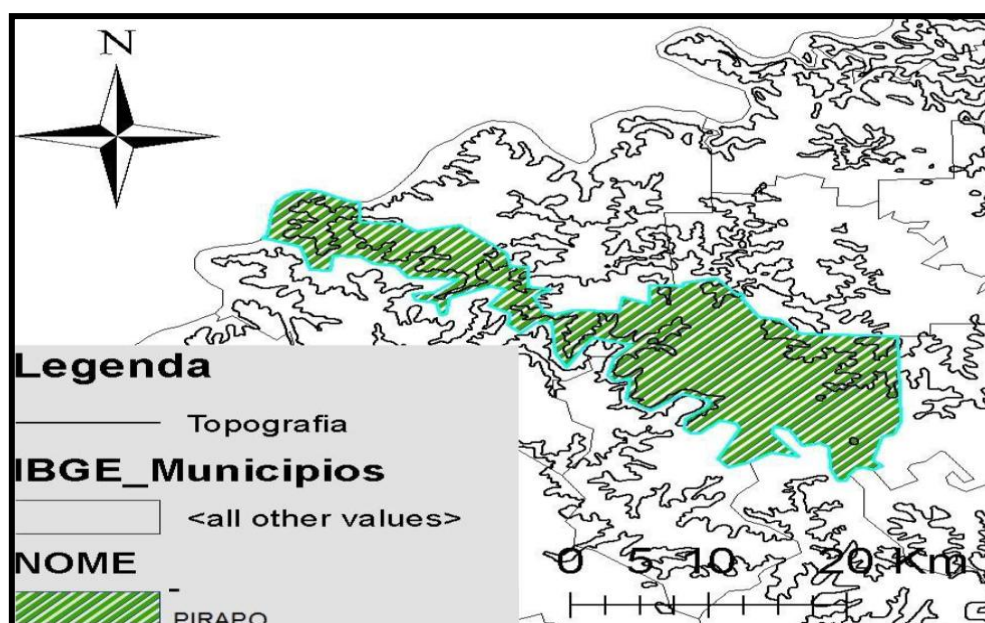 N
Legenda
Topografia
IBGE_Municipios
<all other values>
NOME
PIRAPO
0 5 10 20 Km